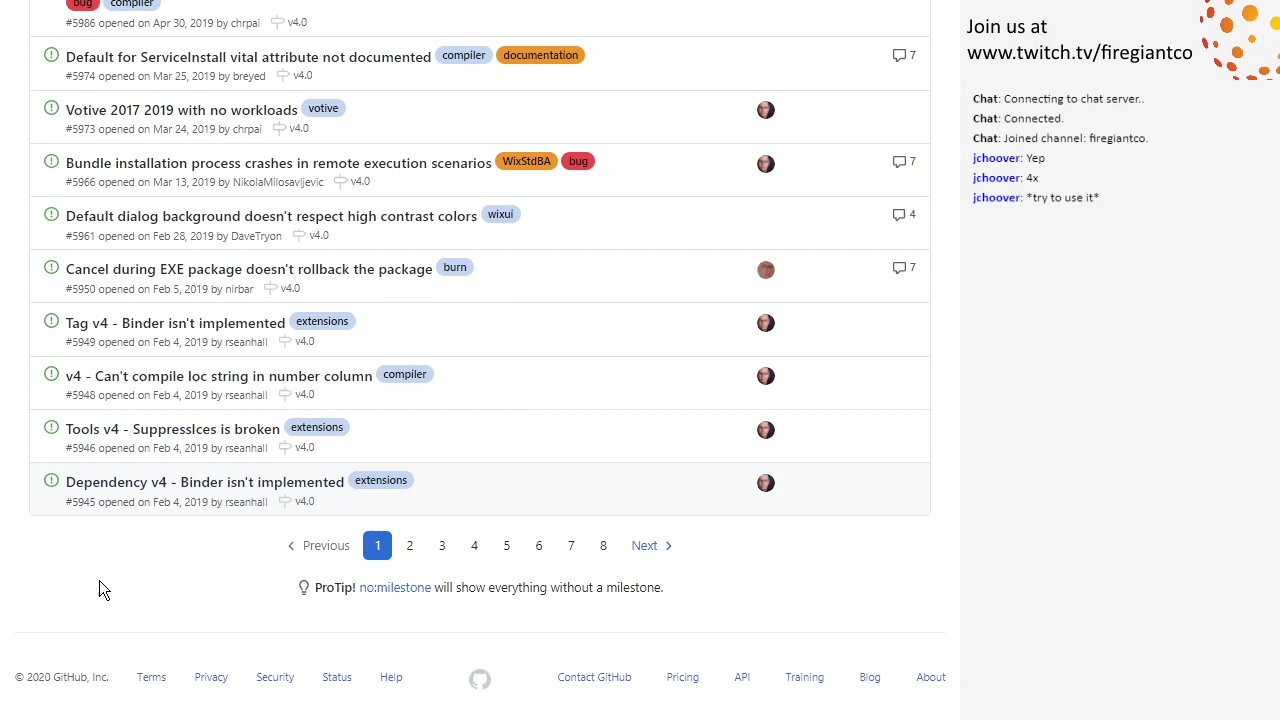 bug compiler
#5986 opened on Apr 30, 2019 by chrpai v4.0
Default for ServiceInstall vital attribute not documented compiler documentation 7
#5974 opened on Mar 25, 2019 by breyed v4.0
Votive 2017 2019 with no workloads votive
#5973 opened on Mar 24, 2019 by chrpai v4.0
Bundle installation process crashes in remote execution scenarios WixStdBA bug 7
#5966 opened on Mar 13, 2019 by NikolaMilosavljevic v4.0
Default dialog background doesn't respect high contrast colors wixui 4
#5961 opened on Feb 28, 2019 by DaveTryon v4.0
Cancel during EXE package doesn't rollback the package burn 7
#5950 opened on Feb 5, 2019 by nirbar v4.0
Tag v4 - Binder isn't implemented extensions
#5949 opened on Feb 4, 2019 by rseanhall v4.0
v4 - Can't compile loc string in number column compiler
#5948 opened on Feb 4, 2019 by rseanhall v4.0
Tools v4 - SuppressIces is broken extensions
#5946 opened on Feb 4, 2019 by rseanhall v4.0
Dependency v4 - Binder isn't implemented extensions
#5945 opened on Feb 4, 2019 by rseanhall v4.0
Previous 1 2 3 4 5 6 7 8 Next
ProTip! no:milestone will show everything without a milestone.
© 2020 GitHub, Inc. Terms Privacy Security Status Help Contact GitHub Pricing API Training Blog About
Join us at
www.twitch.tv/firegiantco
Chat: Connecting to chat server..
Chat: Connected.
Chat: Joined channel: firegiantco.
jchoover: Yep
jchoover: 4x
jchoover: *try to use it*